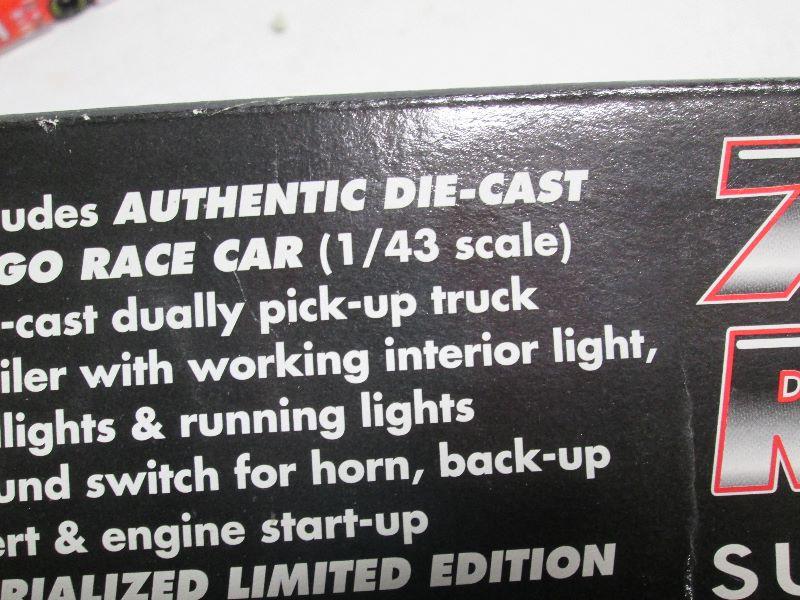 udes AUTHENTIC DIE-CAST
GO RACE CAR (1/43 scale)
-cast dually pick-up truck
iler with working interior light,
lights & running lights
und switch for horn, back-up
ert & engine start-up
RIALIZED LIMITED EDITION
7
D
R
SU